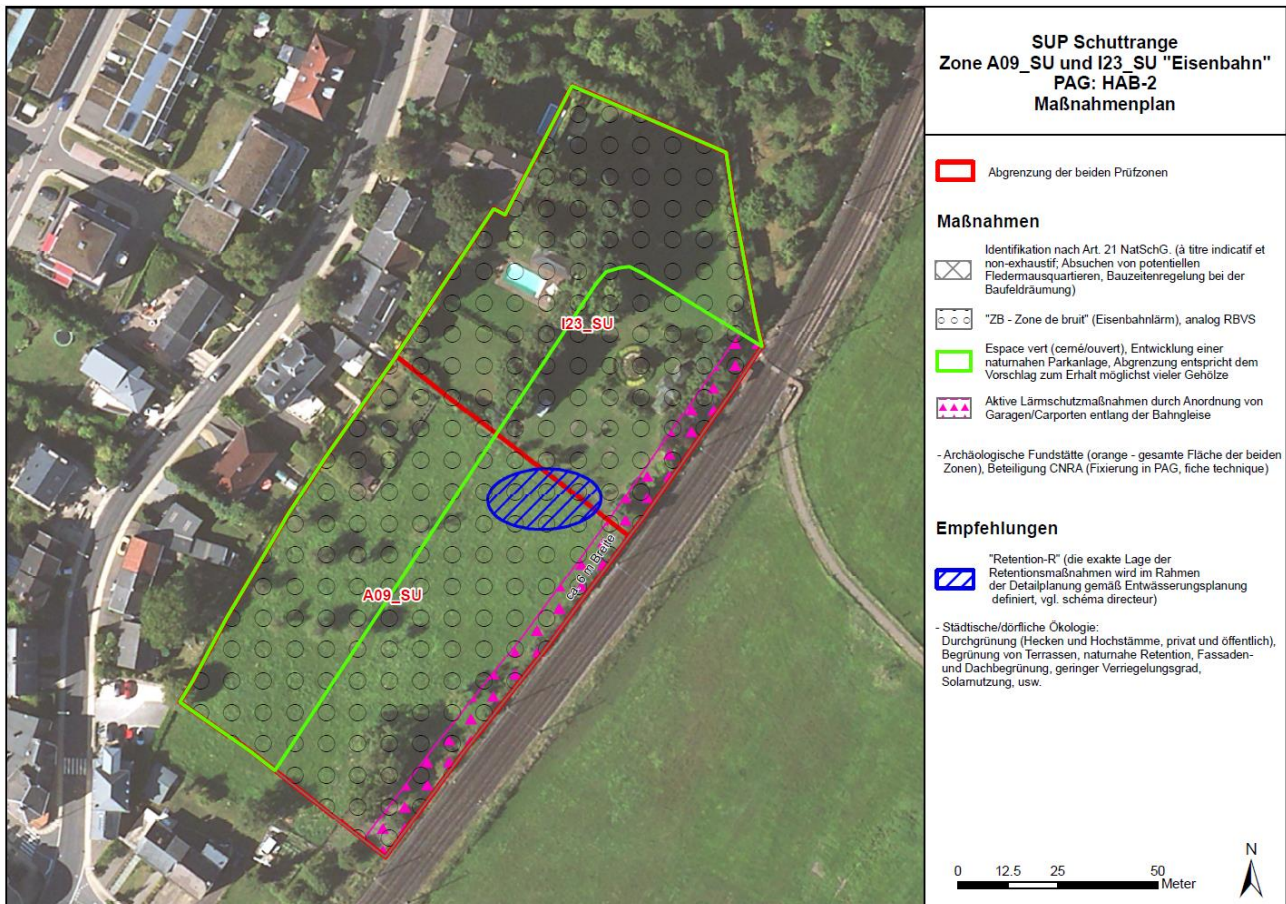 SUP Schuttrange
Zone A09_SU und I23_SU "Eisenbahn"
PAG: HAB-2
Maßnahmenplan
Abgrenzung der beiden Prüfzonen
Maßnahmen
Identifikation nach Art. 21 NatSchG. (à titre indicatif et
non-exhaustif; Absuchen von potentiellen
Fledermausquartieren, Bauzeitenregelung bei der
Baufeldräumung)
"ZB - Zone de bruit" (Eisenbahnlärm), analog RBVS
Espace vert (cerné/ouvert), Entwicklung einer
naturnahen Parkanlage, Abgrenzung entspricht dem
Vorschlag zum Erhalt möglichst vieler Gehölze
Aktive Lärmschutzmaßnahmen durch Anordnung von
Garagen/Carporten entlang der Bahngleise
- Archäologische Fundstätte (orange - gesamte Fläche der beiden
Zonen), Beteiligung CNRA (Fixierung in PAG, fiche technique)
Empfehlungen
"Retention-R" (die exakte Lage der
Retentionsmaßnahmen wird im Rahmen
der Detailplanung gemäß Entwässerungsplanung
definiert, vgl. schéma directeur)
- Städtische/dörfliche Ökologie:
Durchgrünung (Hecken und Hochstämme, privat und öffentlich),
Begrünung von Terrassen, naturnahe Retention, Fassaden-
und Dachbegrünung, geringer Verriegelungsgrad,
Solarnutzung, usw.
N
0 12.5 25 50
Meter
I23_SU
A09_SU
ca. 6 m Breite